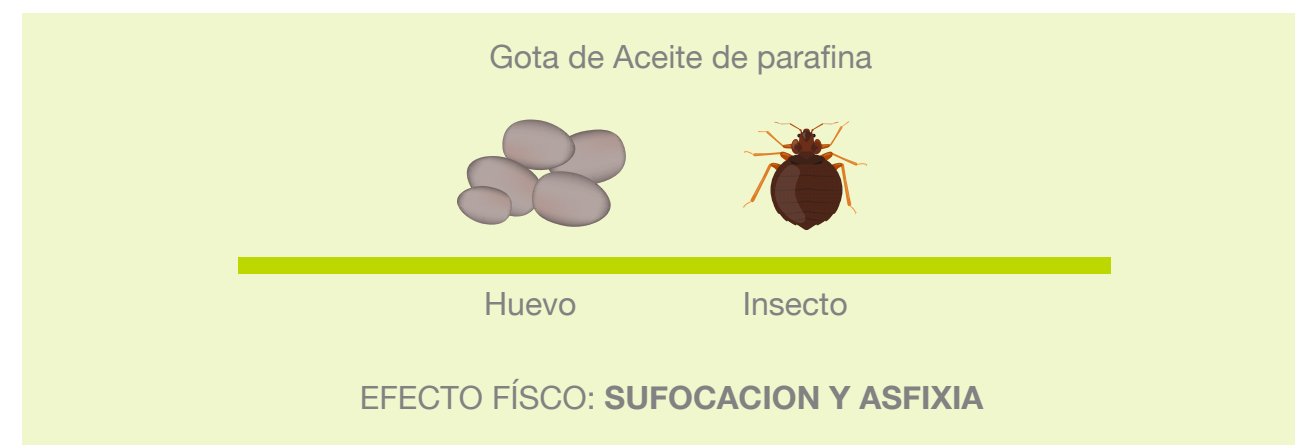 Gota de Aceite de parafina
Huevo Insecto
EFECTO FÍSCO: SUFOCACION Y ASFIXIA